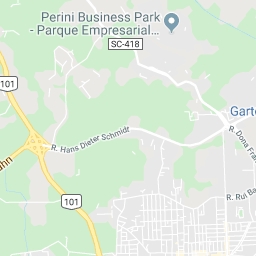 Perini Business Park
- Parque Empresarial...
SC-418
101
Garte
R. Hans Dieter Schmidt
R. Dona Fra
ahn
101
R. Rui Ba